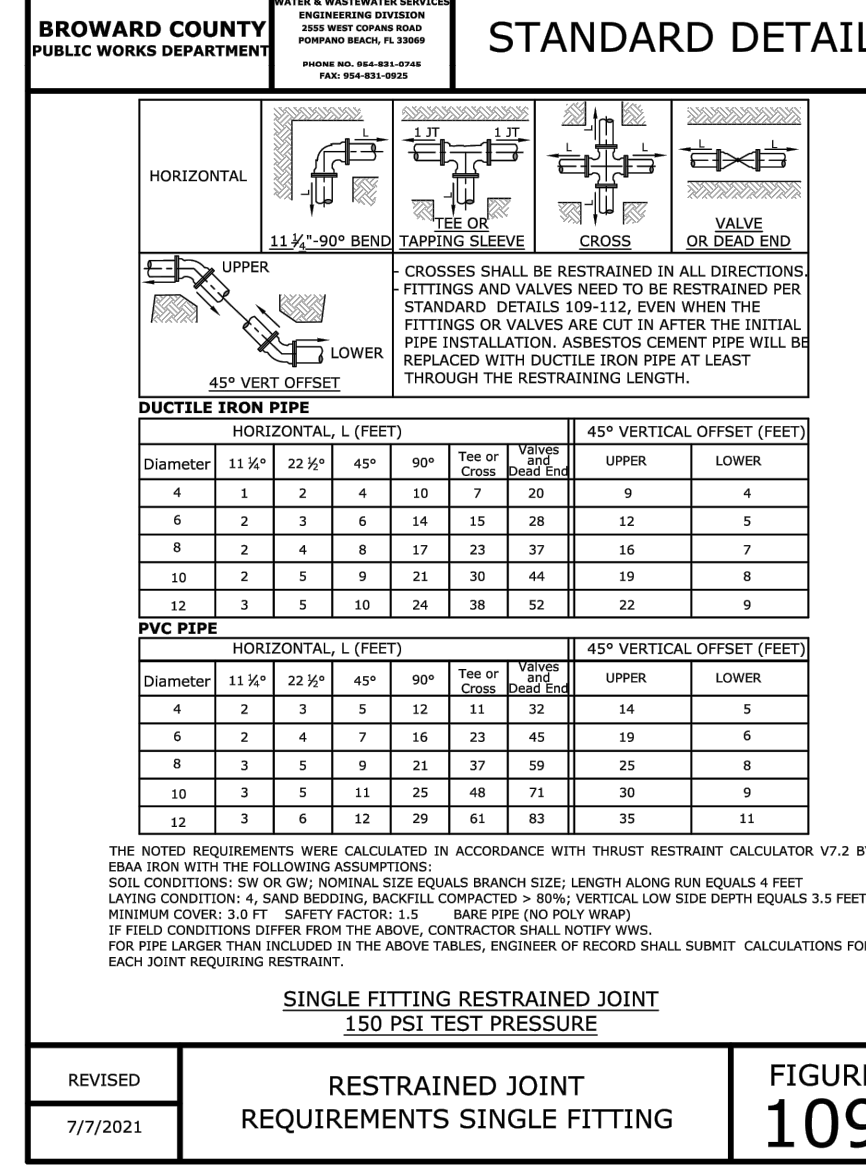 WATER & WASTEWATER SERVICES
BROWARD COUNTY
PUBLIC WORKS DEPARTMENT
ENGINEERING DIVISION
2555 WEST COPANS ROAD
POMPANO BEACH, FL 33069
PHONE NO. 954-831-0745
FAX: 954-831-0925
STANDARD DETAIL
HORIZONTAL
L
L
11 ¼"-90° BEND
1 JT 1 JT
L
TEE OR
TAPPING SLEEVE
L
L L
L
CROSS
L L
VALVE
OR DEAD END
UPPER
LOWER
45° VERT OFFSET
- CROSSES SHALL BE RESTRAINED IN ALL DIRECTIONS.
- FITTINGS AND VALVES NEED TO BE RESTRAINED PER
STANDARD DETAILS 109-112, EVEN WHEN THE
FITTINGS OR VALVES ARE CUT IN AFTER THE INITIAL
PIPE INSTALLATION. ASBESTOS CEMENT PIPE WILL BE
REPLACED WITH DUCTILE IRON PIPE AT LEAST
THROUGH THE RESTRAINING LENGTH.
DUCTILE IRON PIPE
HORIZONTAL, L (FEET) 45° VERTICAL OFFSET (FEET)
Diameter 11 ¼° 22 ½° 45° 90° Tee or Cross Valves and Dead End UPPER LOWER
4 1 2 4 10 7 20 9 4
6 2 3 6 14 15 28 12 5
8 2 4 8 17 23 37 16 7
10 2 5 9 21 30 44 19 8
12 3 5 10 24 38 52 22 9
PVC PIPE
HORIZONTAL, L (FEET) 45° VERTICAL OFFSET (FEET)
Diameter 11 ¼° 22 ½° 45° 90° Tee or Cross Valves and Dead End UPPER LOWER
4 2 3 5 12 11 32 14 5
6 2 4 7 16 23 45 19 6
8 3 5 9 21 37 59 25 8
10 3 5 11 25 48 71 30 9
12 3 6 12 29 61 83 35 11
THE NOTED REQUIREMENTS WERE CALCULATED IN ACCORDANCE WITH THRUST RESTRAINT CALCULATOR V7.2 BY
EBAA IRON WITH THE FOLLOWING ASSUMPTIONS:
SOIL CONDITIONS: SW OR GW; NOMINAL SIZE EQUALS BRANCH SIZE; LENGTH ALONG RUN EQUALS 4 FEET
LAYING CONDITION: 4, SAND BEDDING, BACKFILL COMPACTED > 80%; VERTICAL LOW SIDE DEPTH EQUALS 3.5 FEET
MINIMUM COVER: 3.0 FT SAFETY FACTOR: 1.5 BARE PIPE (NO POLY WRAP)
IF FIELD CONDITIONS DIFFER FROM THE ABOVE, CONTRACTOR SHALL NOTIFY WWS.
FOR PIPE LARGER THAN INCLUDED IN THE ABOVE TABLES, ENGINEER OF RECORD SHALL SUBMIT CALCULATIONS FOR
EACH JOINT REQUIRING RESTRAINT.
SINGLE FITTING RESTRAINED JOINT
150 PSI TEST PRESSURE
REVISED
7/7/2021
RESTRAINED JOINT
REQUIREMENTS SINGLE FITTING
FIGURE
109